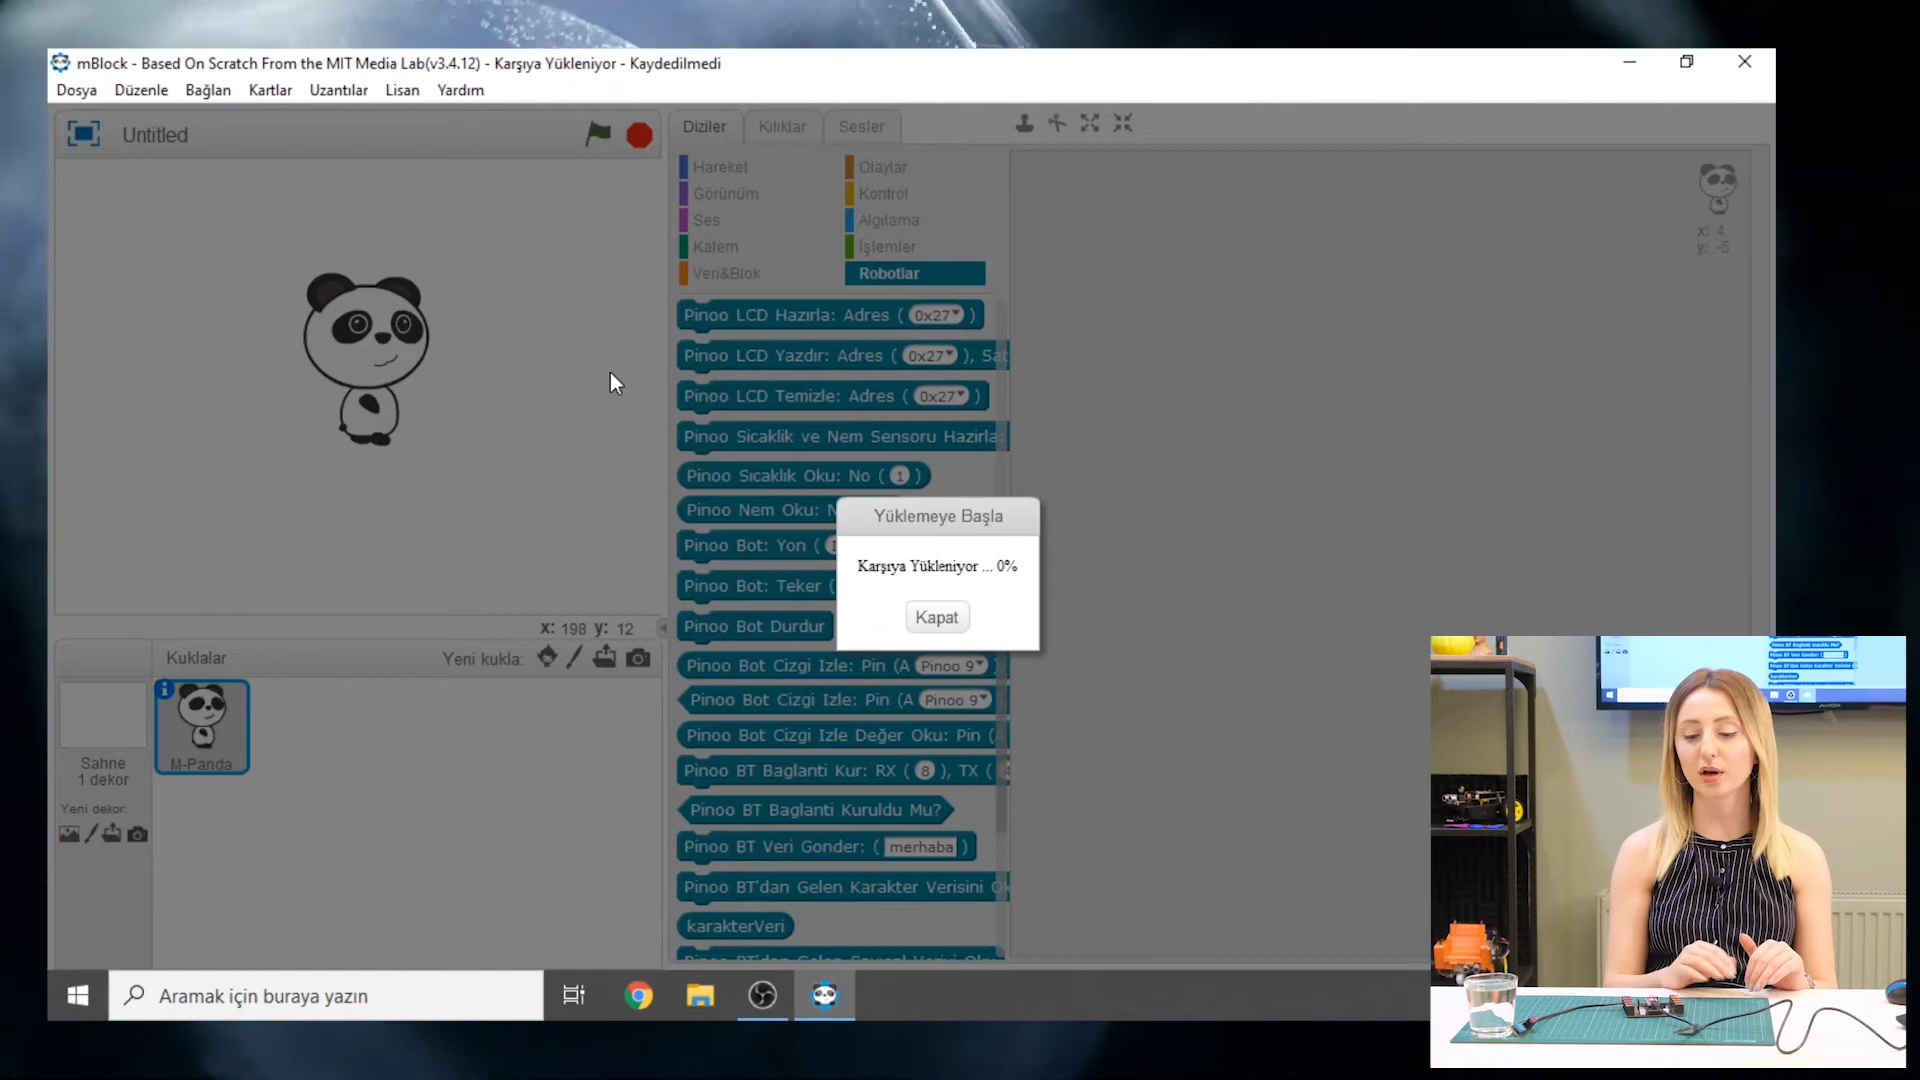 mBlock - Based On Scratch From the MIT Media Lab(v3.4.12) - Karşıya Yükleniyor - Kaydedilmedi
Dosya Düzenle Bağlan Kartlar Uzantılar Lisan Yardım
Untitled
Diziler Kılıklar Sesler
Hareket Olaylar
Görünüm Kontrol
Ses Algılama
Kalem İşlemler
Veri&Blok Robotlar
x: 4
y: -5
Pinoo LCD Hazırla: Adres ( 0x27 )
Pinoo LCD Yazdır: Adres ( 0x27 ),
Pinoo LCD Temizle: Adres ( 0x27 )
Pinoo Sicaklik ve Nem Sensoru Hazirla:
Pinoo Sıcaklık Oku: No ( 1 )
Pinoo Nem Oku:
Pinoo Bot: Yon (
Pinoo Bot: Teker (
Pinoo Bot Durdur
Pinoo Bot Cizgi Izle: Pin (A Pinoo 9 )
Pinoo Bot Cizgi Izle: Pin (A Pinoo 9
Pinoo Bot Cizgi Izle Değer Oku: Pin (
Pinoo BT Baglanti Kur: RX ( 8 ), TX (
Pinoo BT Baglanti Kuruldu Mu?
Pinoo BT Veri Gonder: ( merhaba )
Pinoo BT'dan Gelen Karakter Verisini
karakterVeri
Yüklemeye Başla
Karşıya Yükleniyor ... 0%
Kapat
x: 198 y: 12
Kuklalar Yeni kukla:
M-Panda
Sahne
1 dekor
Yeni dekor:
Aramak için buraya yazın